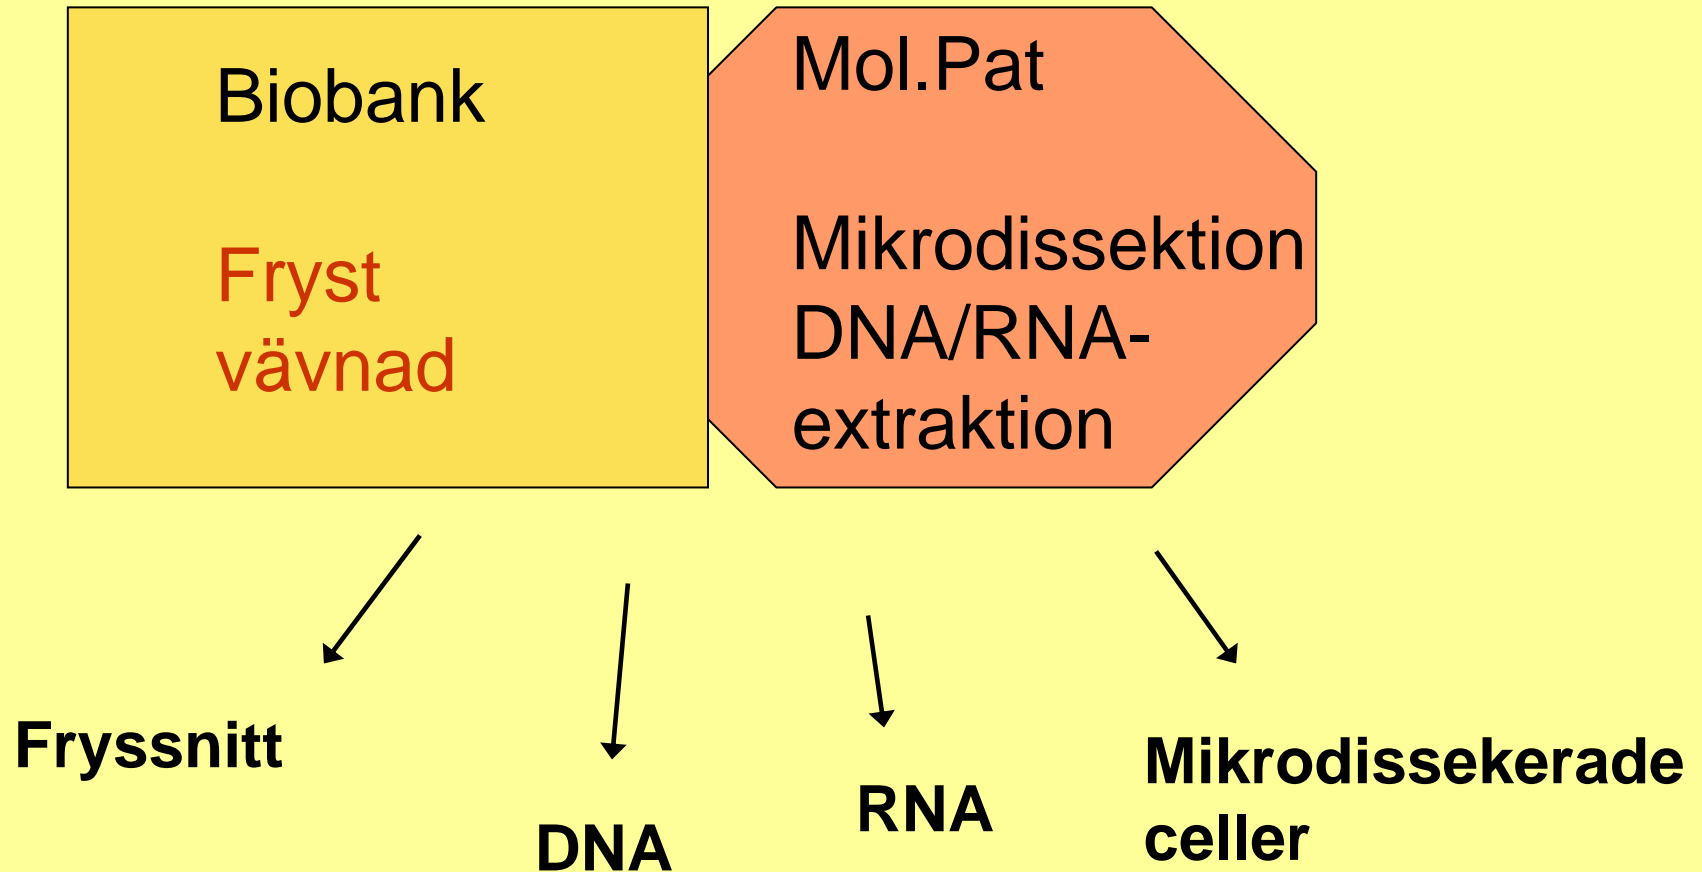 Biobank
Fryst
vävnad
Mol.Pat
Mikrodissektion
DNA/RNA-
extraktion
Fryssnitt
DNA
RNA
Mikrodissekerade
celler